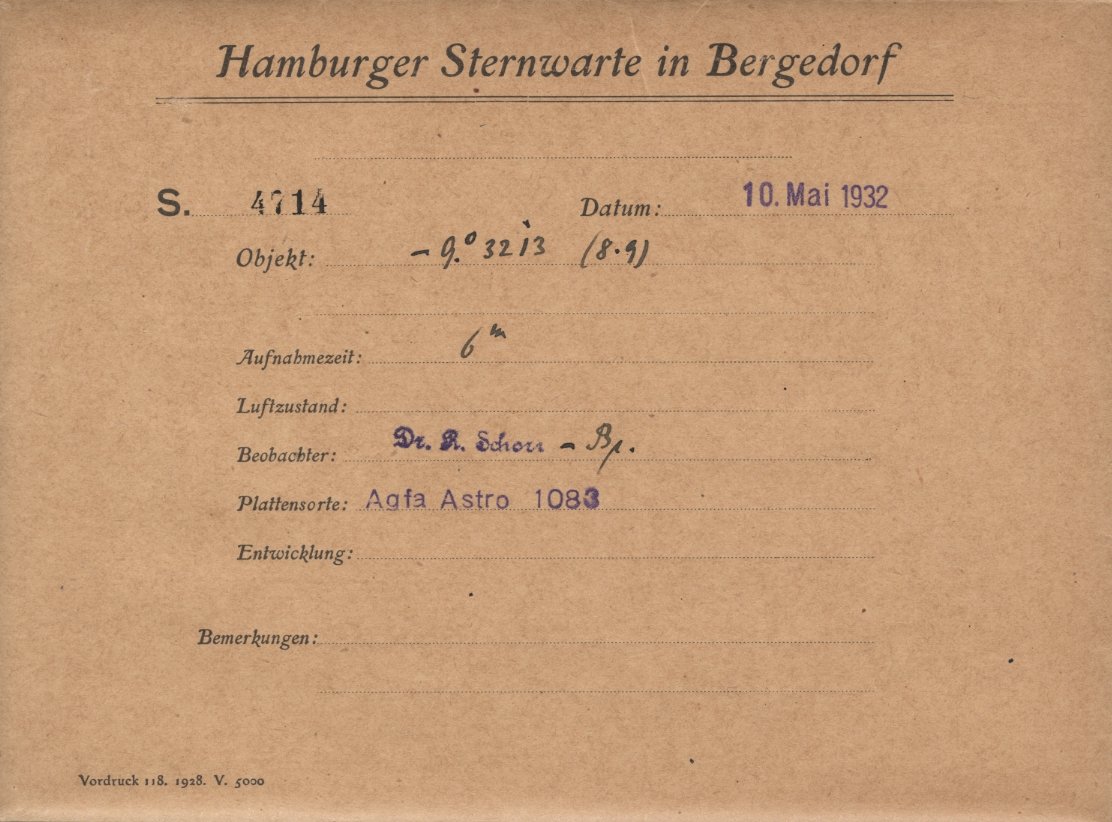 Hamburger Sternwarte in Bergedorf
S. 4714 Datum: 10. Mai 1932
Objekt: – 9.° 3213 (8.9)
Aufnahmezeit: 6ᵐ
Luftzustand:
Beobachter: Dr. R. Schorr –
Plattensorte: Agfa Astro 1083
Entwicklung:
Bemerkungen:
Vordruck 118. 1928. V. 5000